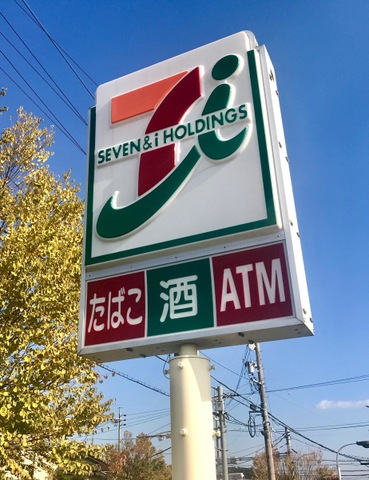 SEVEN&i HOLDINGS
たばこ 酒 ATM